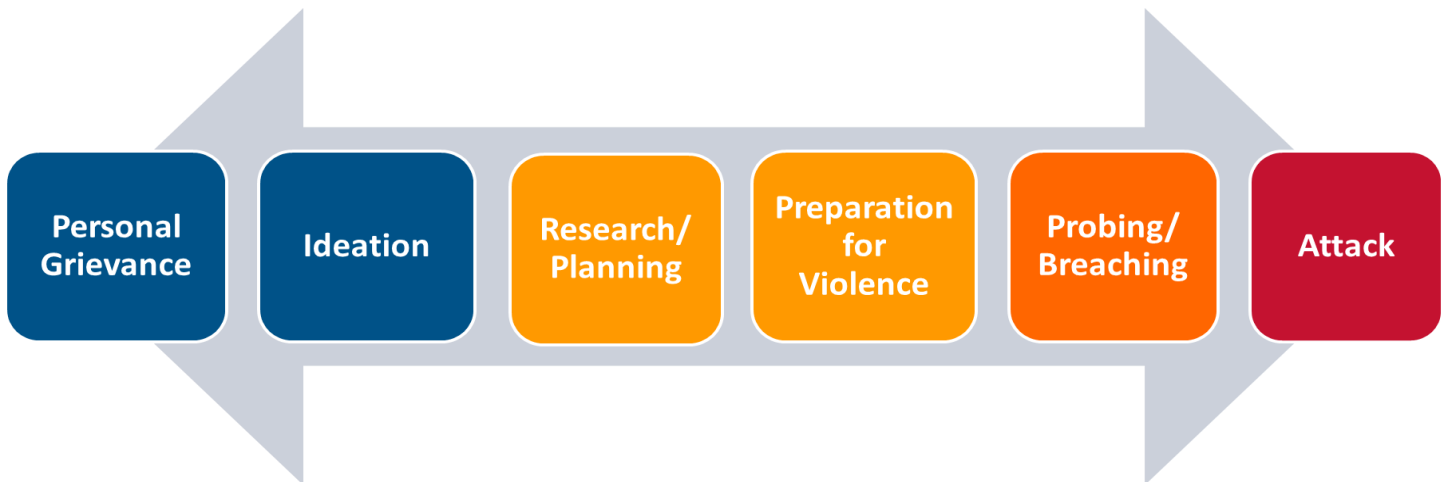 Personal
Grievance
Ideation
Research/
Planning
Preparation
for
Violence
Probing/
Breaching
Attack